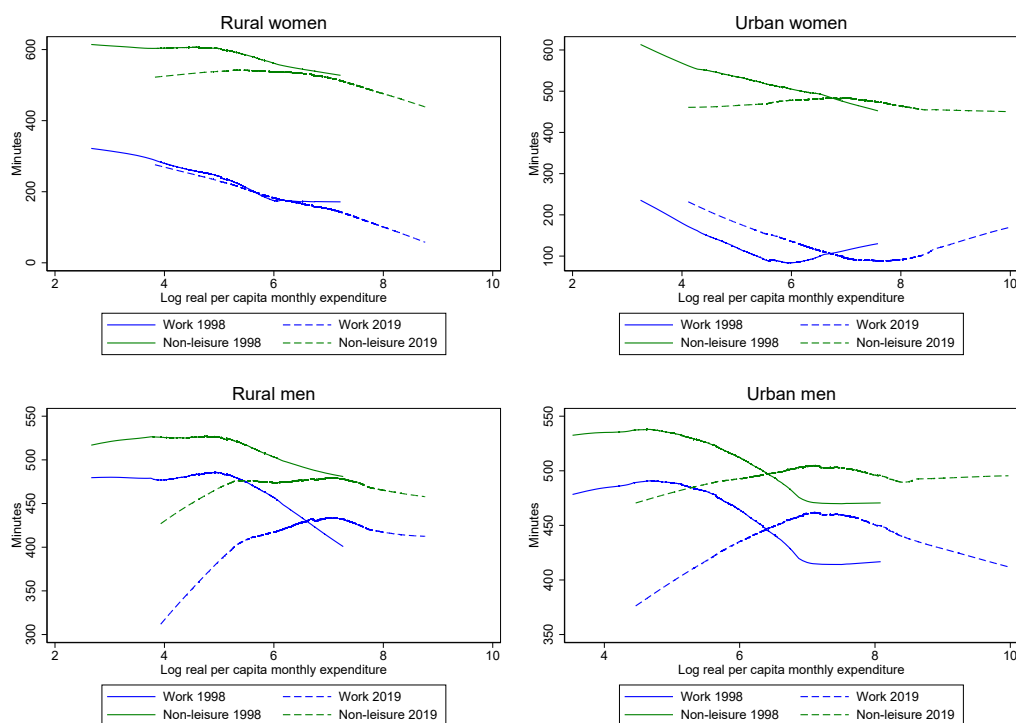 Rural women
Minutes
0 200 400 600
2 4 6 8 10
Log real per capita monthly expenditure
Work 1998 Work 2019
Non-leisure 1998 Non-leisure 2019
Urban women
Minutes
100 200 300 400 500 600
2 4 6 8 10
Log real per capita monthly expenditure
Work 1998 Work 2019
Non-leisure 1998 Non-leisure 2019
Rural men
Minutes
300 350 400 450 500 550
2 4 6 8 10
Log real per capita monthly expenditure
Work 1998 Work 2019
Non-leisure 1998 Non-leisure 2019
Urban men
Minutes
350 400 450 500 550
4 6 8 10
Log real per capita monthly expenditure
Work 1998 Work 2019
Non-leisure 1998 Non-leisure 2019